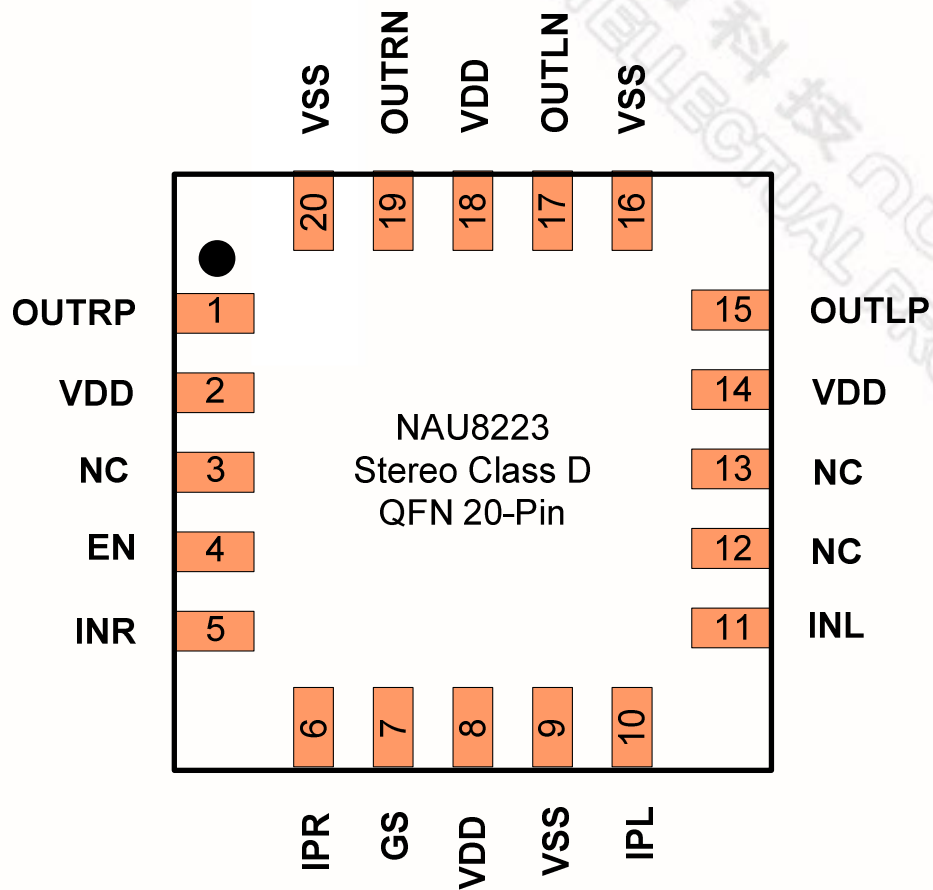 VSS
OUTRN
VDD
OUTLN
VSS
20
19
18
17
16
OUTRP 1
15 OUTLP
VDD 2
14 VDD
NC 3
13 NC
EN 4
12 NC
INR 5
11 INL
NAU8223
Stereo Class D
QFN 20-Pin
6
7
8
9
10
IPR
GS
VDD
VSS
IPL
科技